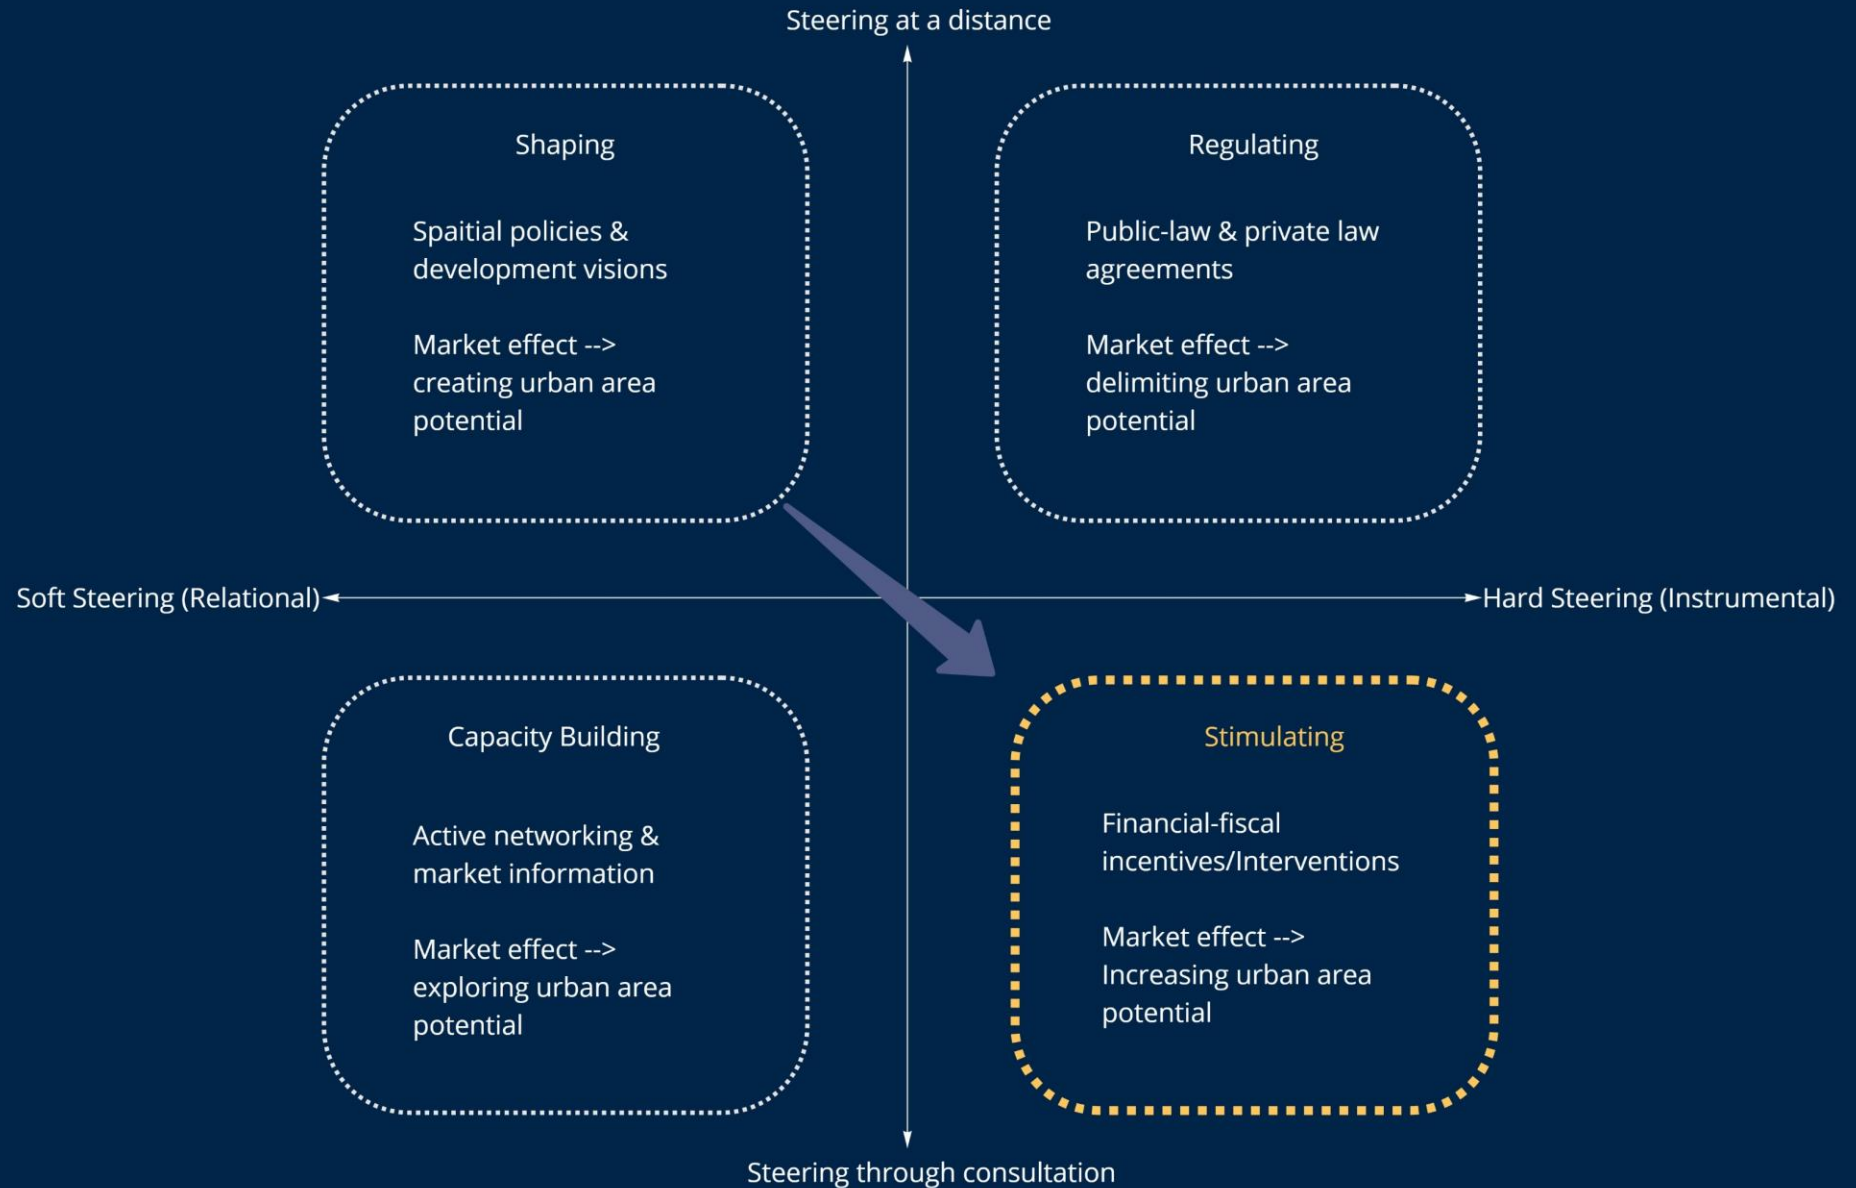 Steering at a distance
Shaping
Spaitial policies &
development visions
Market effect -->
creating urban area
potential
Regulating
Public-law & private law
agreements
Market effect -->
delimiting urban area
potential
Soft Steering (Relational)
Hard Steering (Instrumental)
Capacity Building
Active networking &
market information
Market effect -->
exploring urban area
potential
Stimulating
Financial-fiscal
incentives/Interventions
Market effect -->
Increasing urban area
potential
Steering through consultation